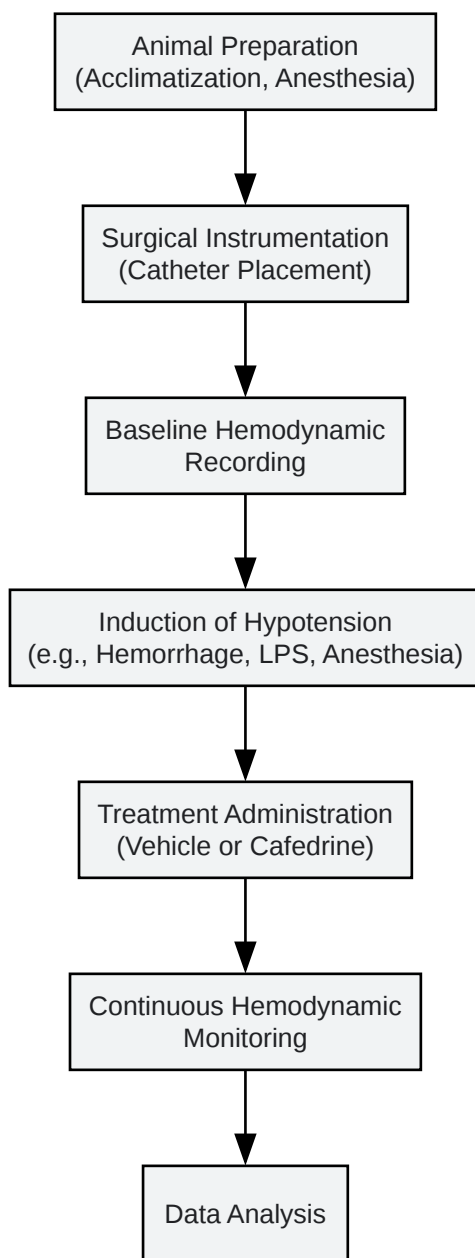 Animal Preparation
(Acclimatization, Anesthesia)
Surgical Instrumentation
(Catheter Placement)
Baseline Hemodynamic
Recording
Induction of Hypotension
(e.g., Hemorrhage, LPS, Anesthesia)
Treatment Administration
(Vehicle or Cafedrine)
Continuous Hemodynamic
Monitoring
Data Analysis